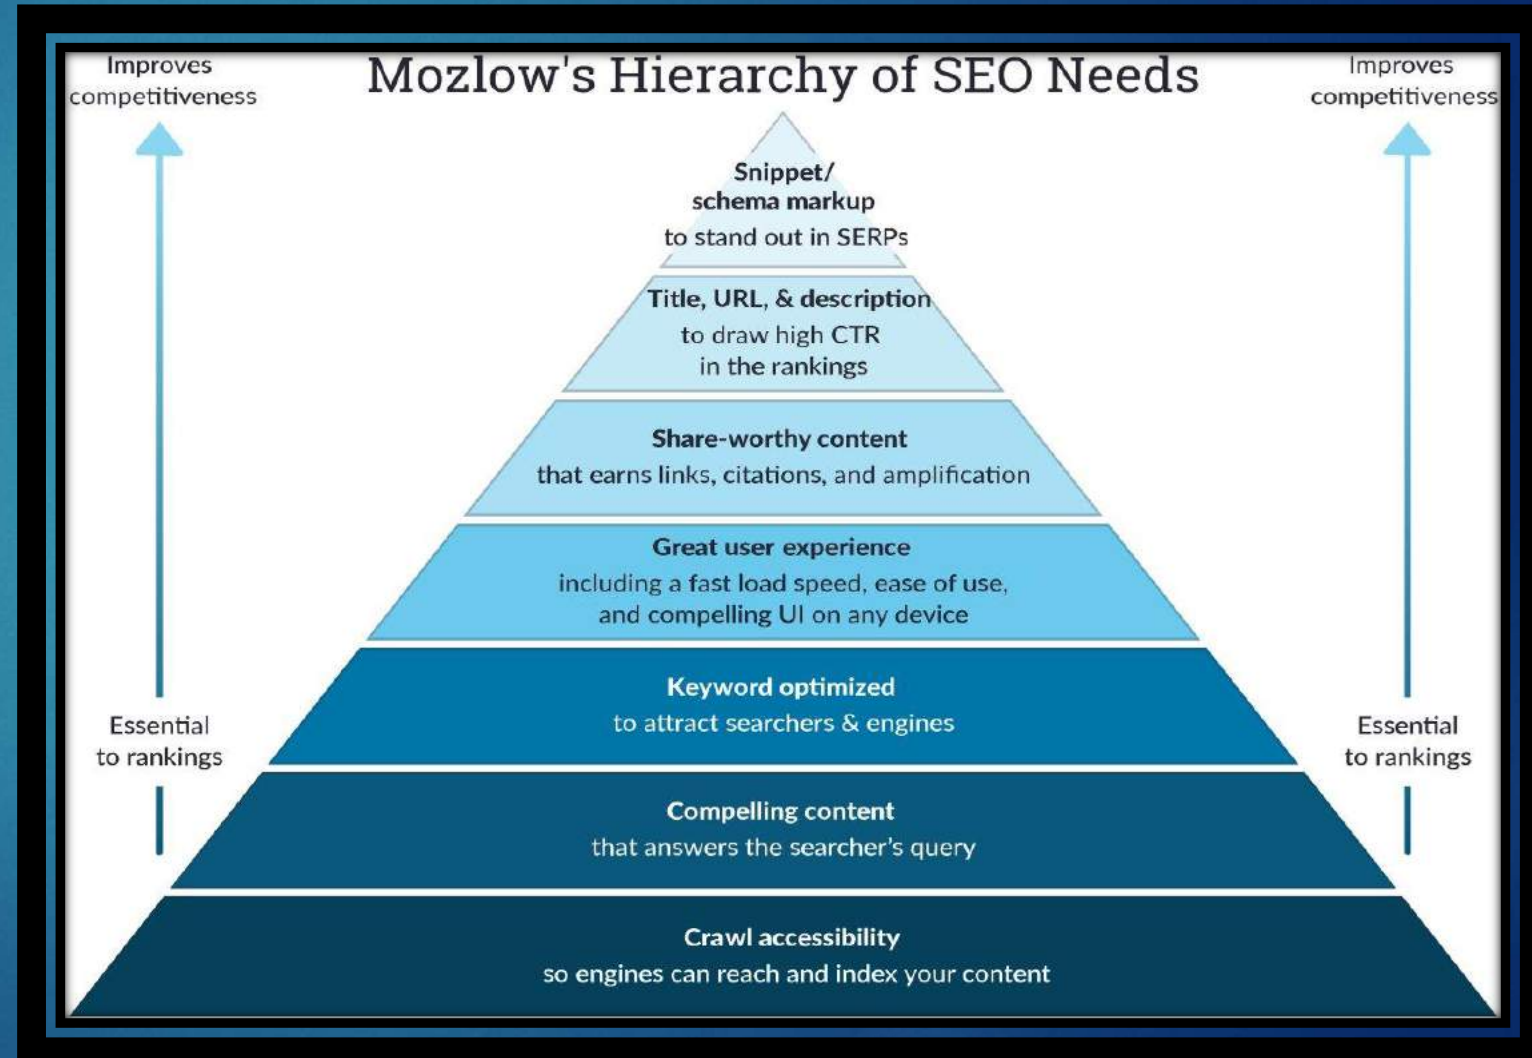 Mozlow's Hierarchy of SEO Needs
Improves
competitiveness
Essential
to rankings
Snippet/
schema markup
to stand out in SERPs
Title, URL, & description
to draw high CTR
in the rankings
Share-worthy content
that earns links, citations, and amplification
Great user experience
including a fast load speed, ease of use,
and compelling UI on any device
Keyword optimized
to attract searchers & engines
Compelling content
that answers the searcher's query
Crawl accessibility
so engines can reach and index your content
Improves
competitiveness
Essential
to rankings